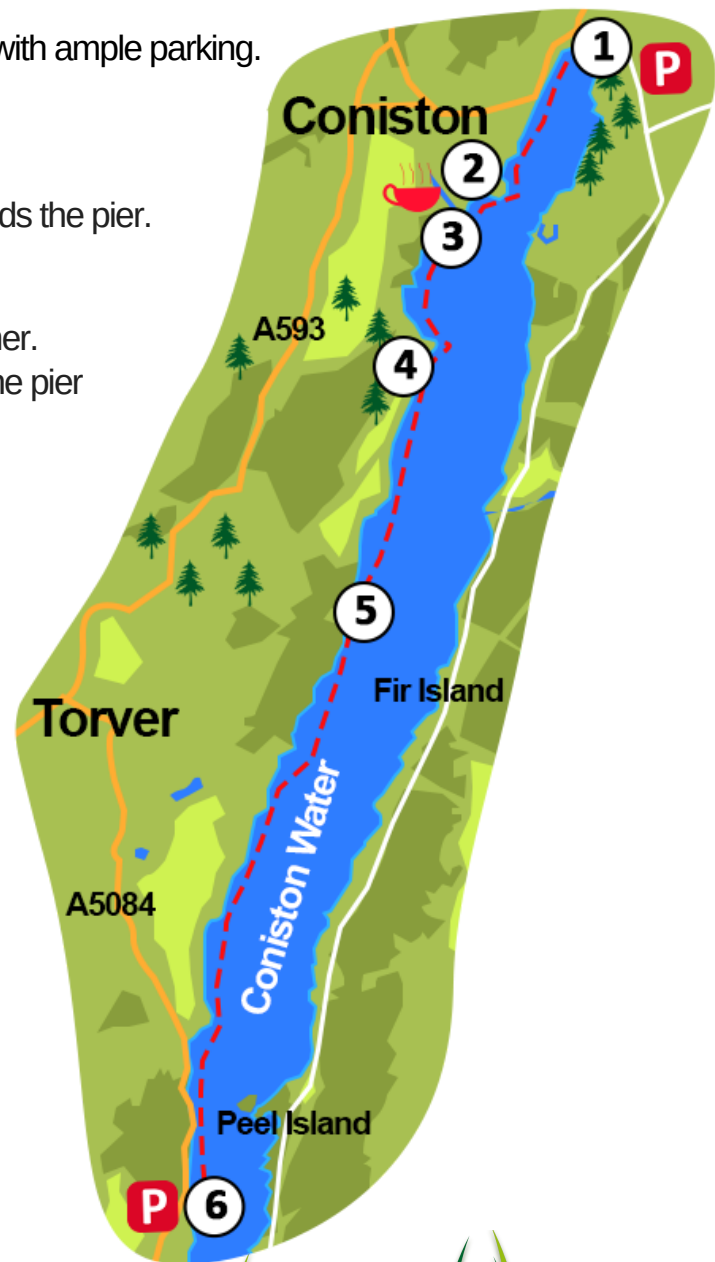 with ample parking.
1
P
Coniston
2
ds the pier.
3
A593
er.
4
he pier
5
Fir Island
Torver
Coniston Water
A5084
Peel Island
P
6